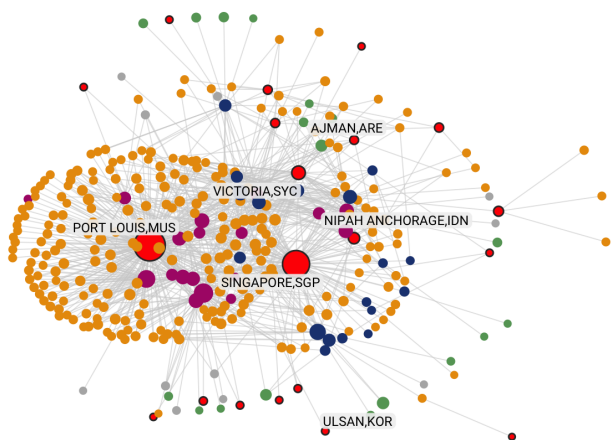 AJMAN,ARE
VICTORIA,SYC
NIPAH ANCHORAGE,IDN
PORT LOUIS,MUS
SINGAPORE,SGP
ULSAN,KOR